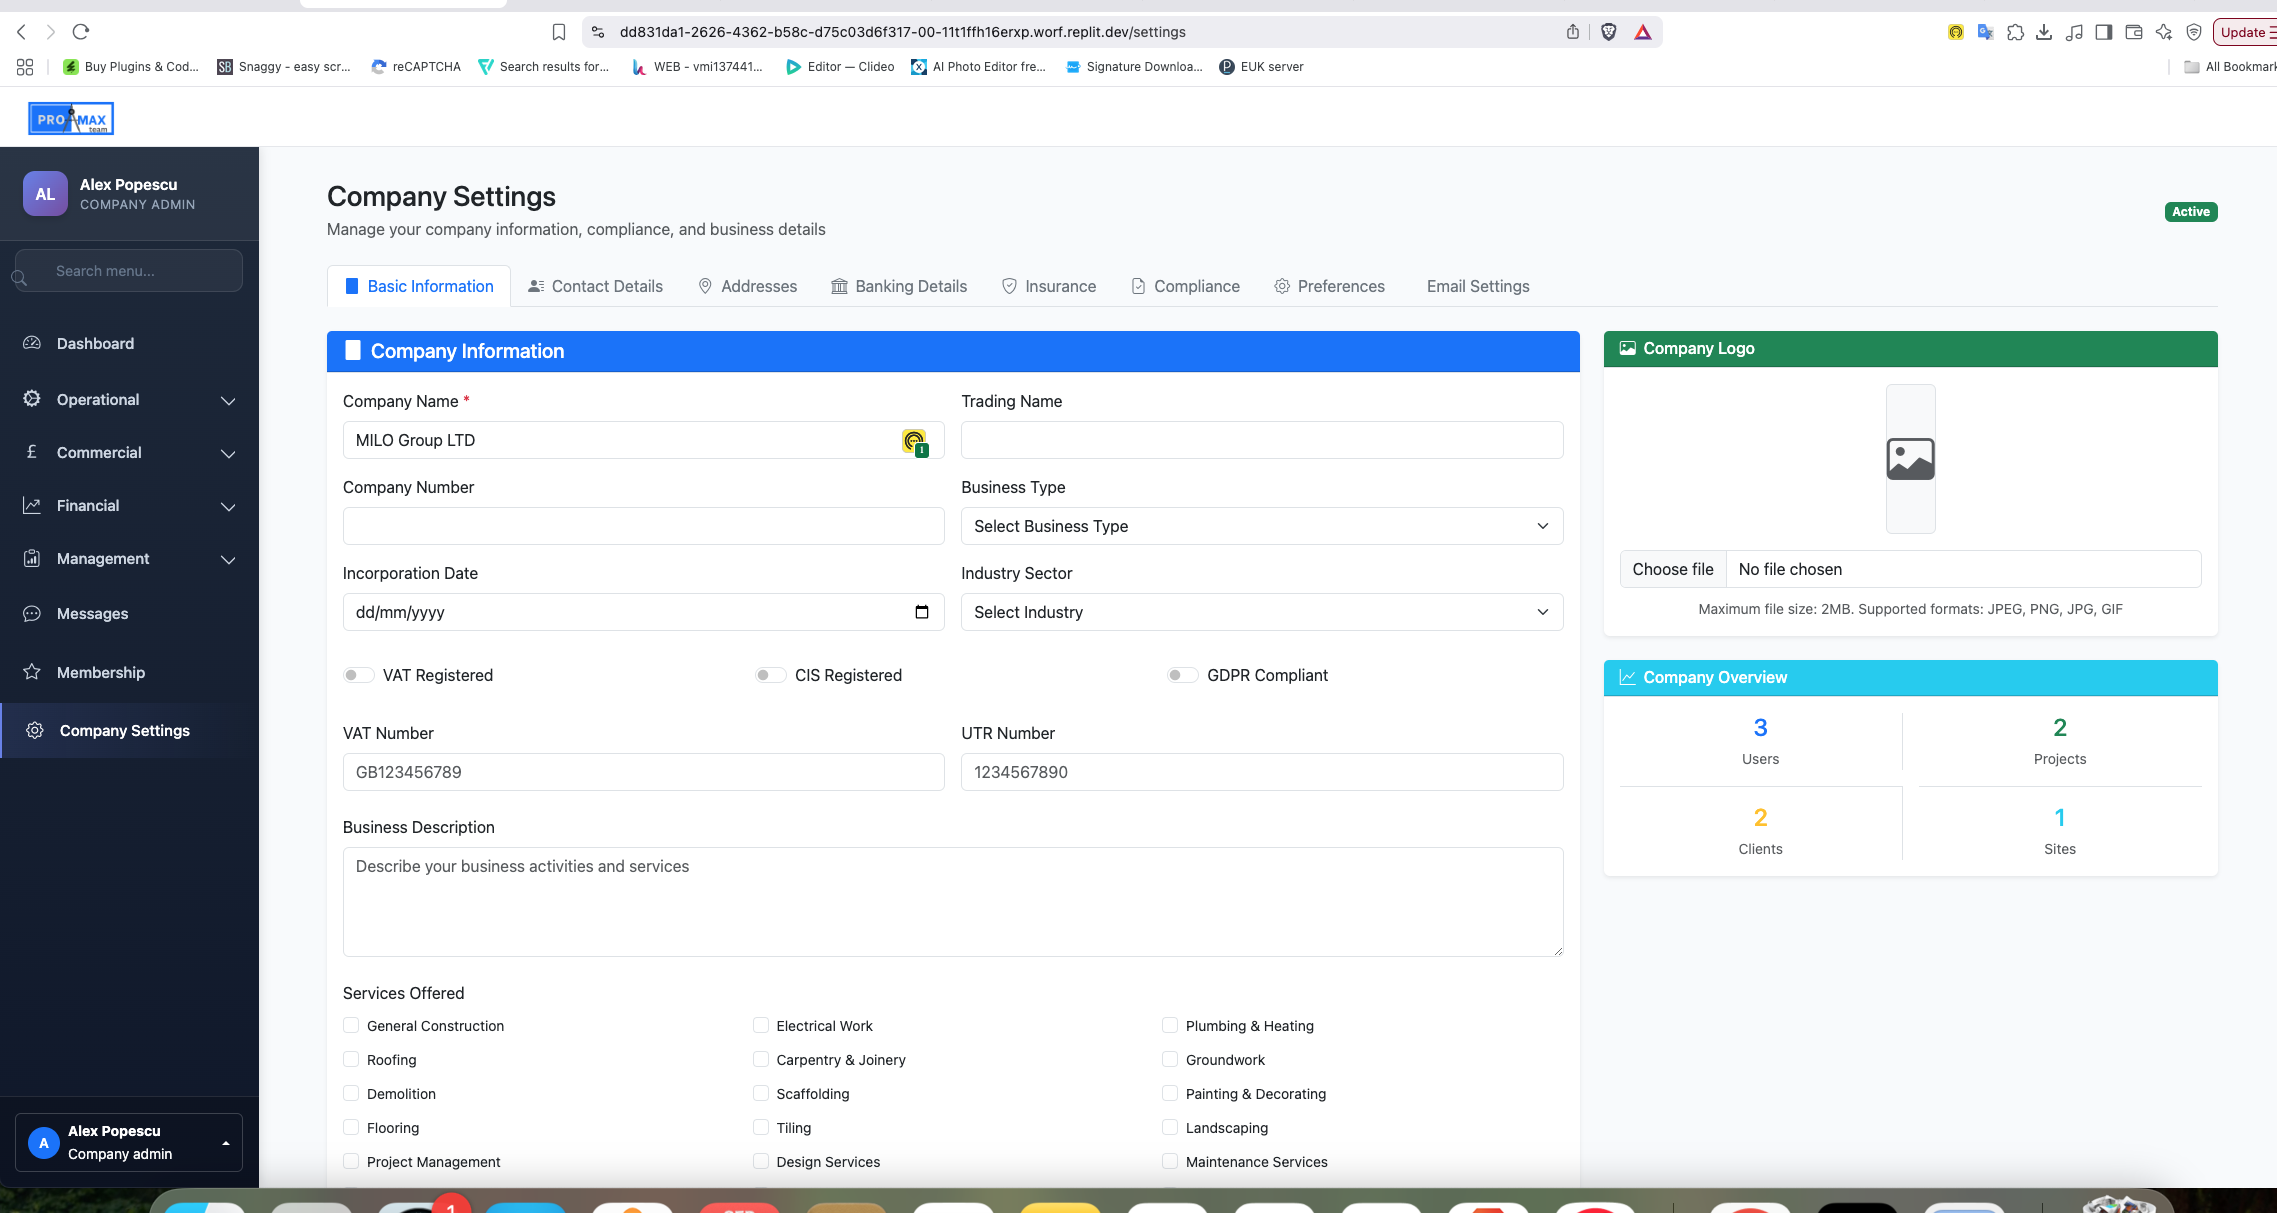 dd831da1-2626-4362-b58c-d75c03d6f317-00-11t1ffh16erxp.worf.replit.dev/settings
Update
Buy Plugins & Cod...
SB
Snaggy - easy scr...
reCAPTCHA
Search results for...
WEB - vmi137441...
Editor — Clideo
AI Photo Editor fre...
Signature Downloa...
EUK server
All Bookmark
PRO MAX
team
AL
Alex Popescu
COMPANY ADMIN
Search menu...
Dashboard
Operational
Commercial
Financial
Management
Messages
Membership
Company Settings
A
Alex Popescu
Company admin
Company Settings
Manage your company information, compliance, and business details
Active
Basic Information
Contact Details
Addresses
Banking Details
Insurance
Compliance
Preferences
Email Settings
Company Information
Company Name *
MILO Group LTD
1
Trading Name
Company Number
Business Type
Select Business Type
Incorporation Date
dd/mm/yyyy
Industry Sector
Select Industry
VAT Registered
CIS Registered
GDPR Compliant
VAT Number
GB123456789
UTR Number
1234567890
Business Description
Describe your business activities and services
Services Offered
General Construction
Electrical Work
Plumbing & Heating
Roofing
Carpentry & Joinery
Groundwork
Demolition
Scaffolding
Painting & Decorating
Flooring
Tiling
Landscaping
Project Management
Design Services
Maintenance Services
Company Logo
Choose file
No file chosen
Maximum file size: 2MB. Supported formats: JPEG, PNG, JPG, GIF
Company Overview
3
Users
2
Projects
2
Clients
1
Sites
1